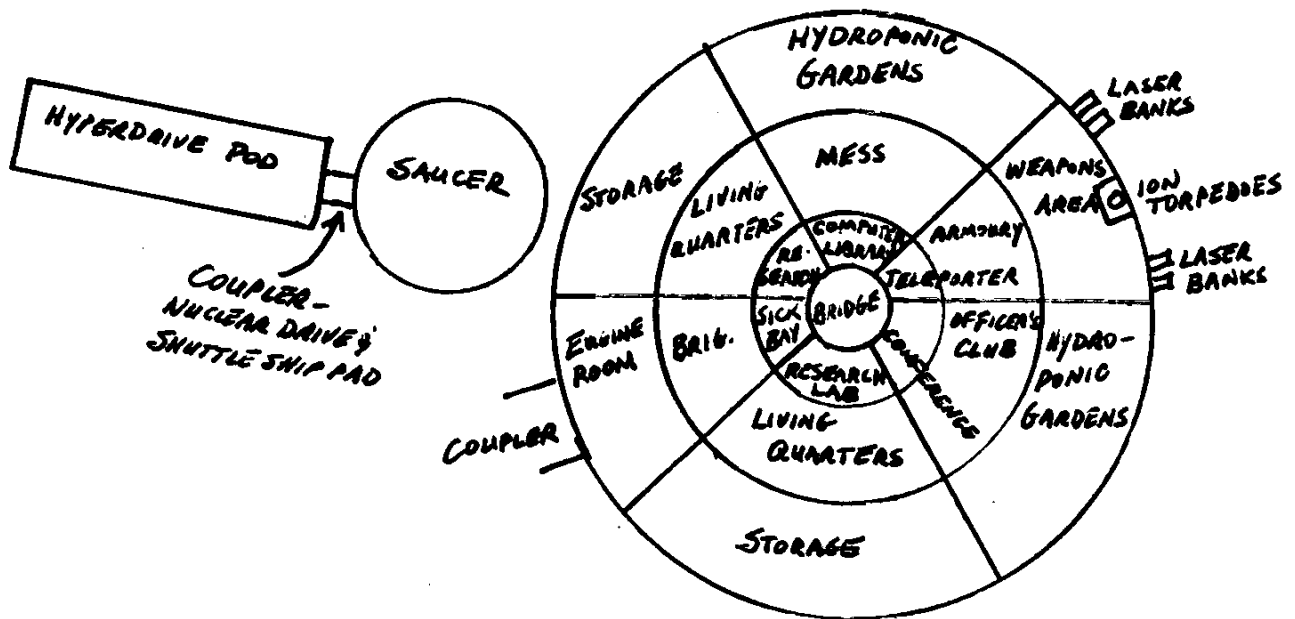 HYPERDRIVE POD
SAUCER
COUPLER-
NUCLEAR DRIVE &
SHUTTLE SHIP PAD
HYDROPONIC
GARDENS
LASER
BANKS
STORAGE
MESS
WEAPONS
AREA
ION
TORPEDOES
LIVING
QUARTERS
COMPUTER
LIBRARY
ARMOURY
RE-
SEARCH
TELEPORTER
LASER
BANKS
BRIDGE
SICK
BAY
OFFICER'S
CLUB
ENGINE
ROOM
BRIG.
CONFERENCE
HYDRO-
PONIC
GARDENS
RESEARCH
LAB
COUPLER
LIVING
QUARTERS
STORAGE